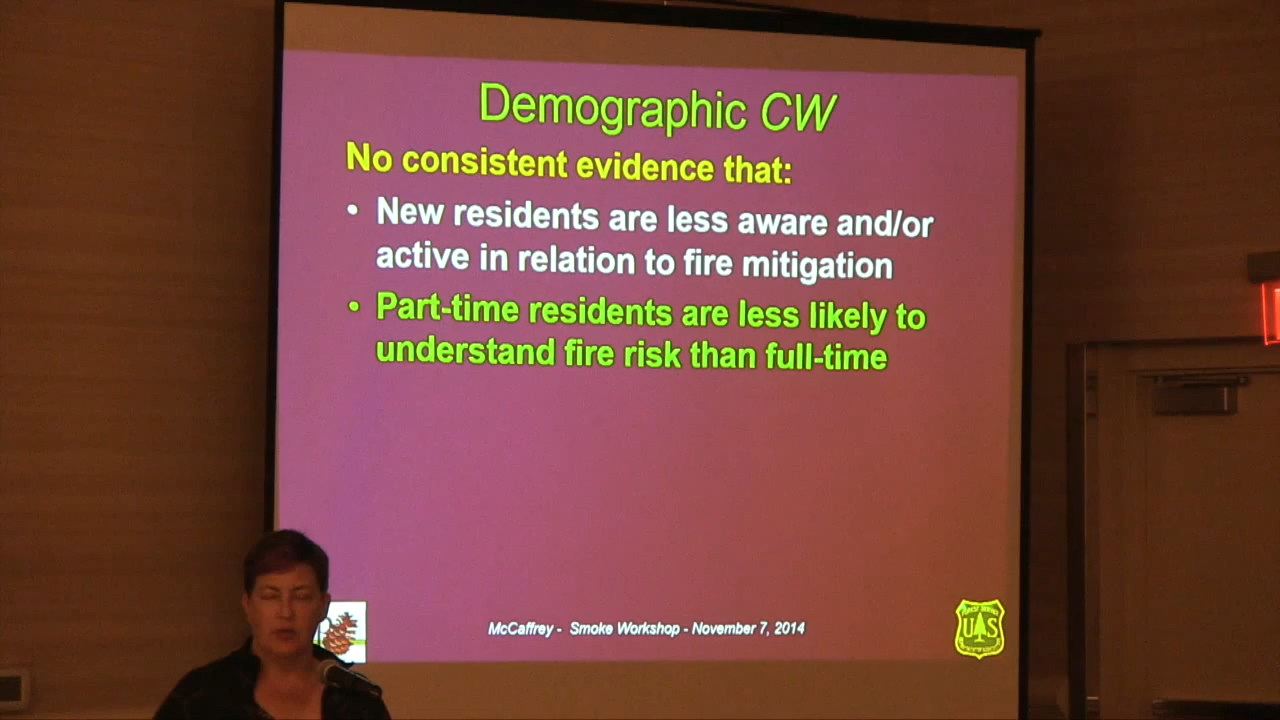 Demographic CW
No consistent evidence that:
• New residents are less aware and/or
active in relation to fire mitigation
• Part-time residents are less likely to
understand fire risk than full-time
McCaffrey - Smoke Workshop - November 7, 2014
FOREST SERVICE
U S